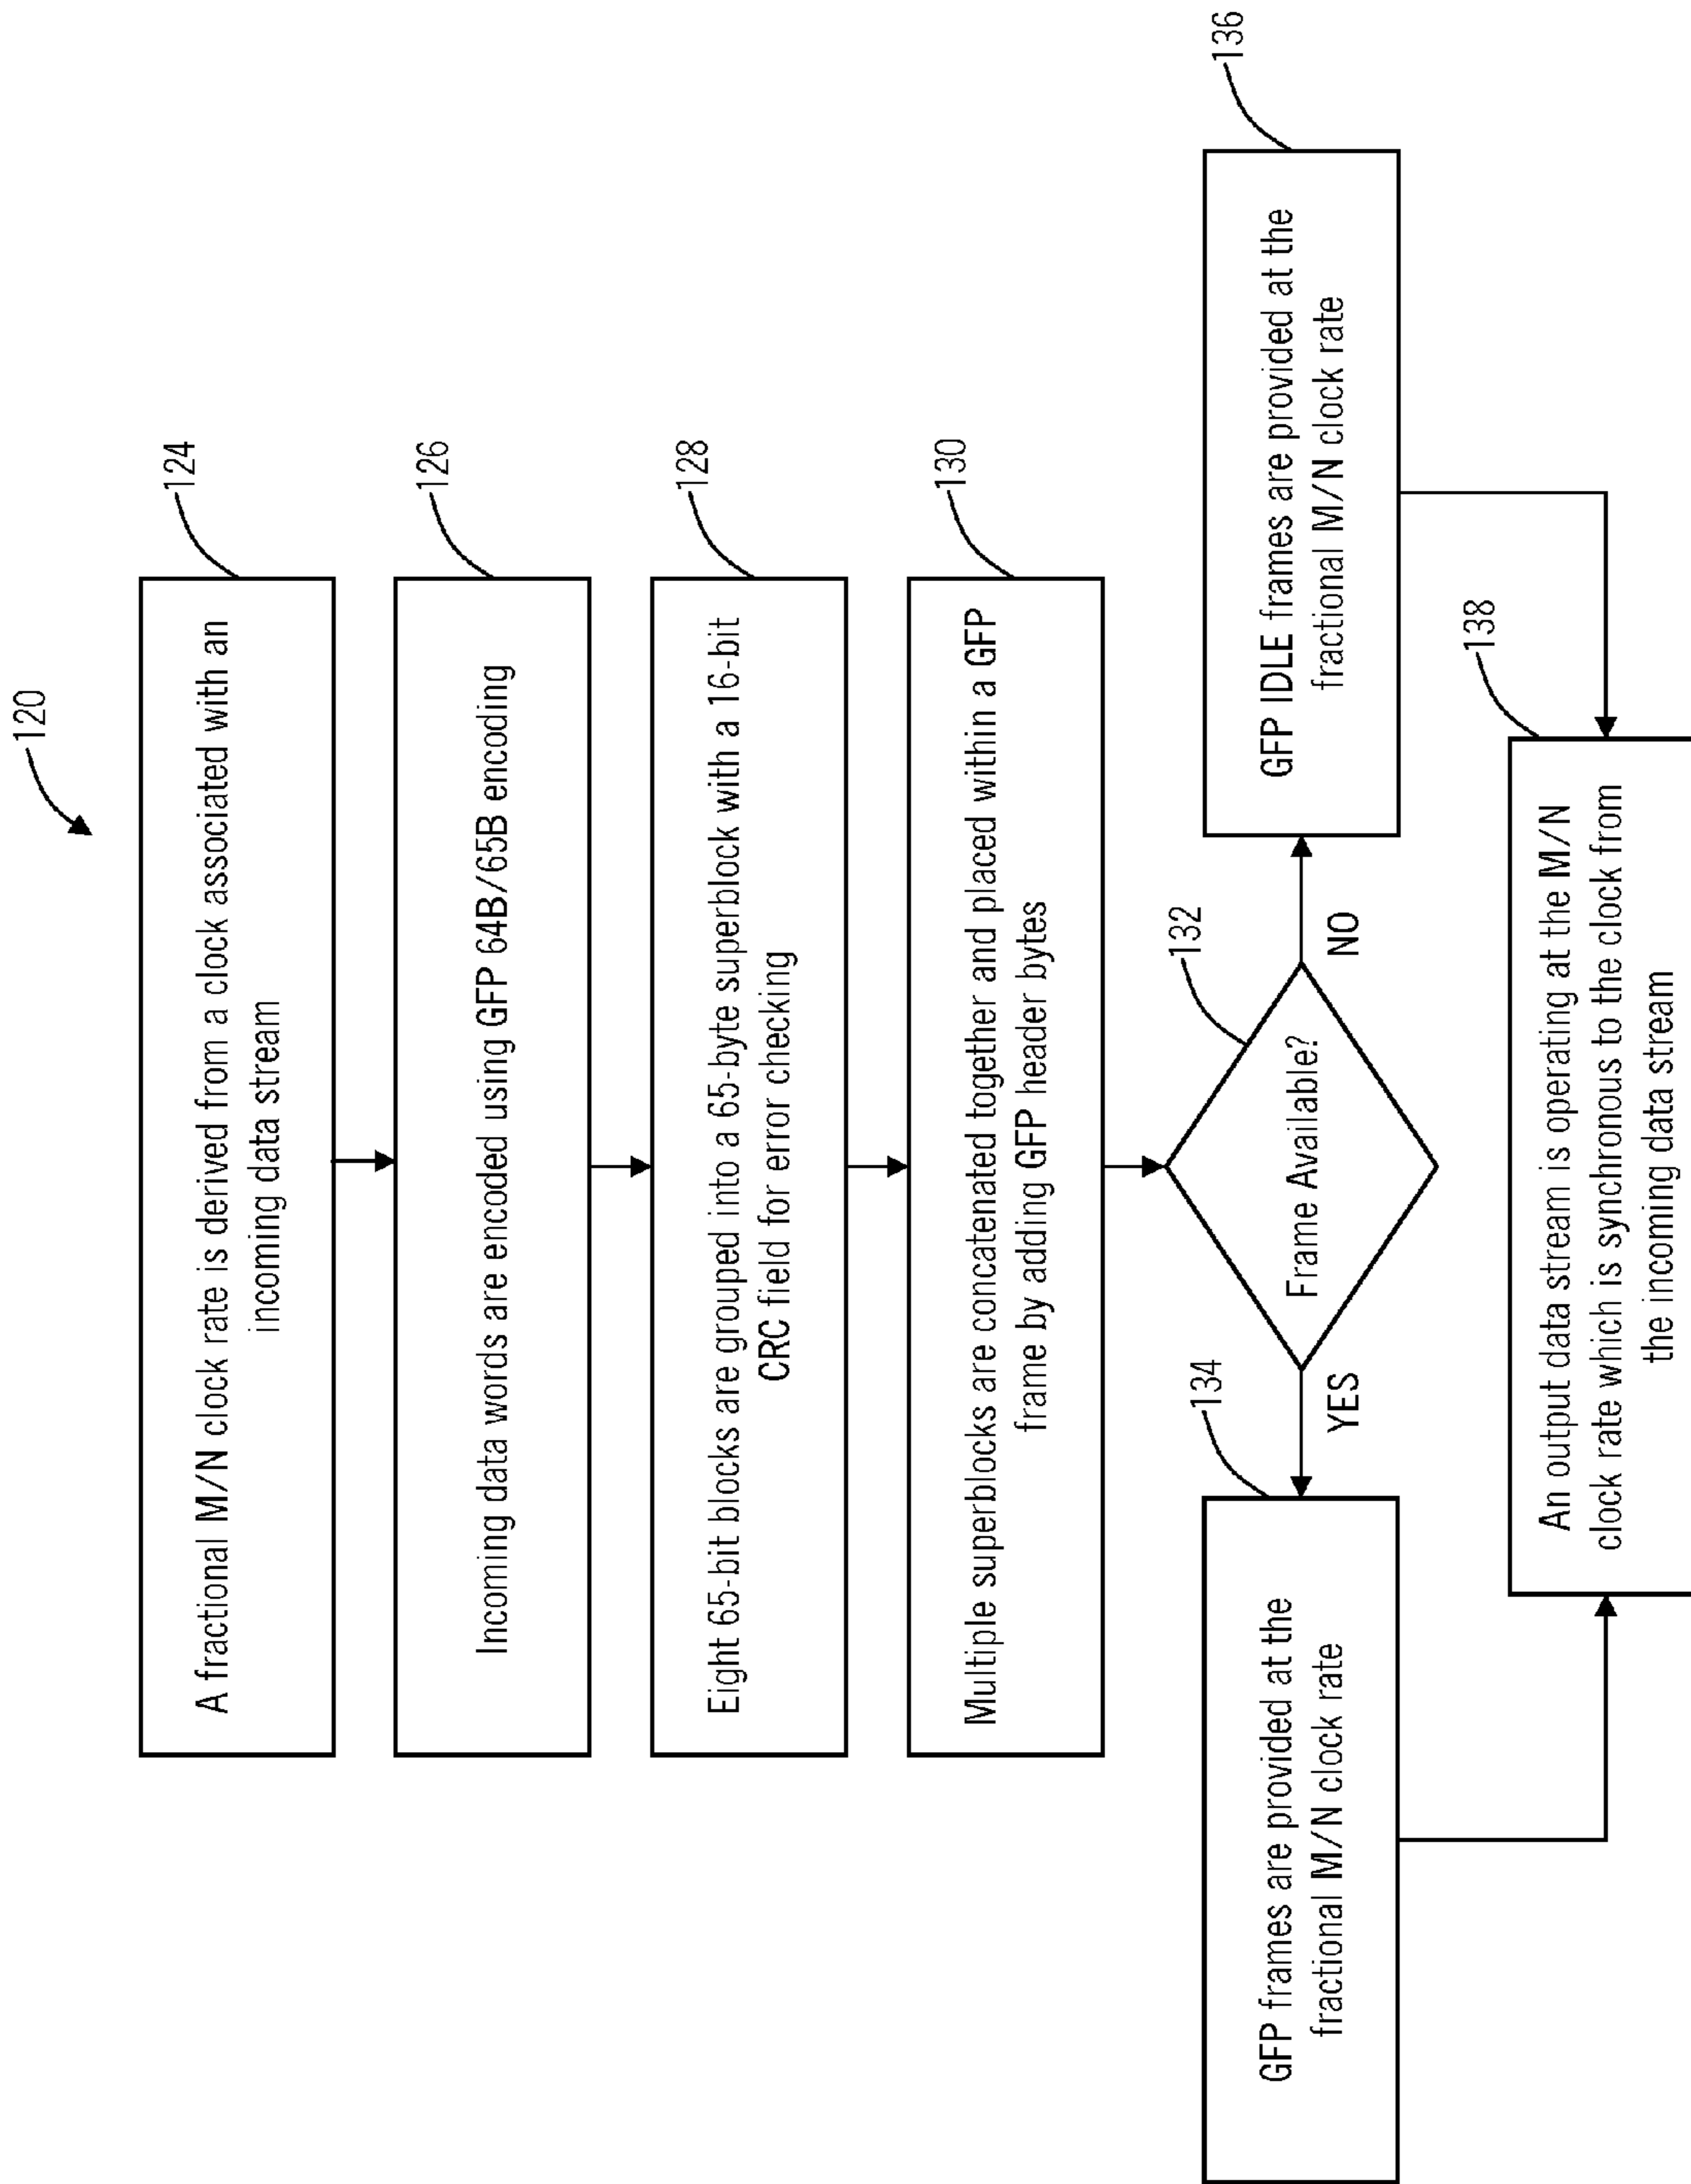 120
124
A fractional M/N clock rate is derived from a clock associated with an
incoming data stream
126
Incoming data words are encoded using GFP 64B/65B encoding
128
Eight 65-bit blocks are grouped into a 65-byte superblock with a 16-bit
CRC field for error checking
130
Multiple superblocks are concatenated together and placed within a GFP
frame by adding GFP header bytes
132
Frame Available?
YES
NO
134
GFP frames are provided at the
fractional M/N clock rate
136
GFP IDLE frames are provided at the
fractional M/N clock rate
138
An output data stream is operating at the M/N
clock rate which is synchronous to the clock from
the incoming data stream